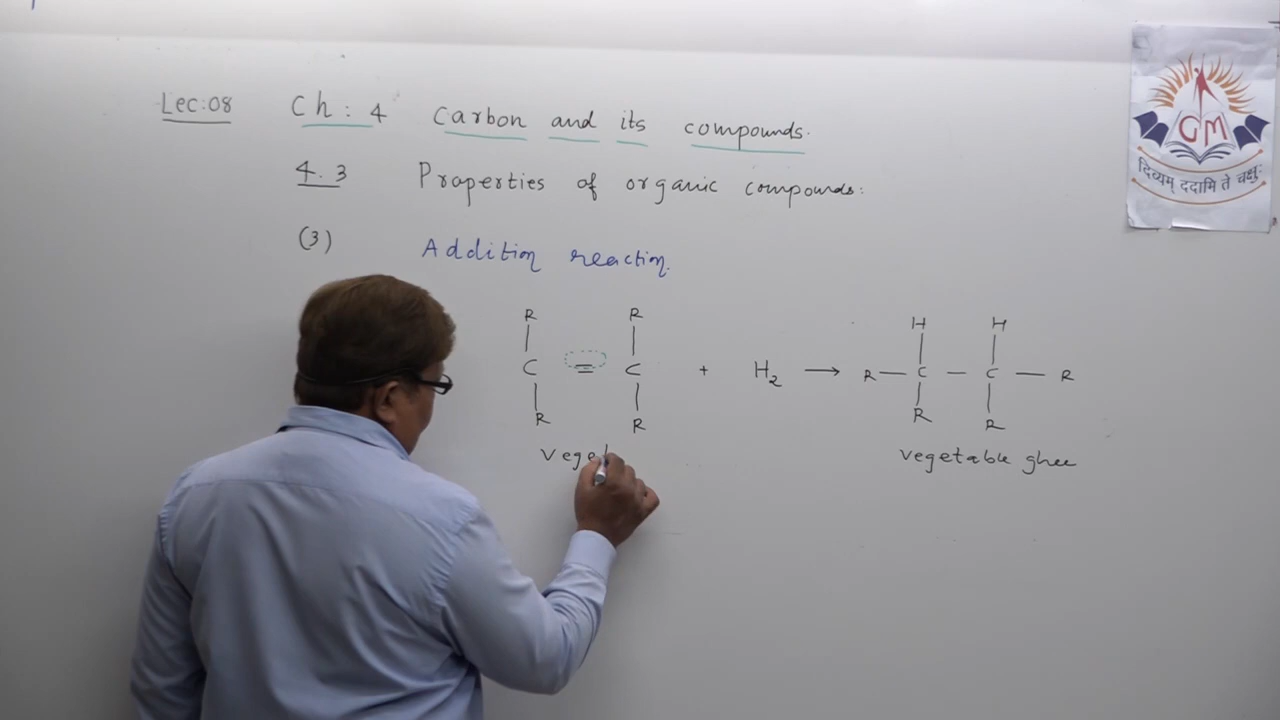 Lec:08 Ch: 4 Carbon and its compounds.
4.3 Properties of organic compounds:
(3) Addition reaction.
R R H H
C = C + H2 → R — C — C — R
R R R R
vegetable ghee
GM
दिव्यम् ददामि ते चक्षुः